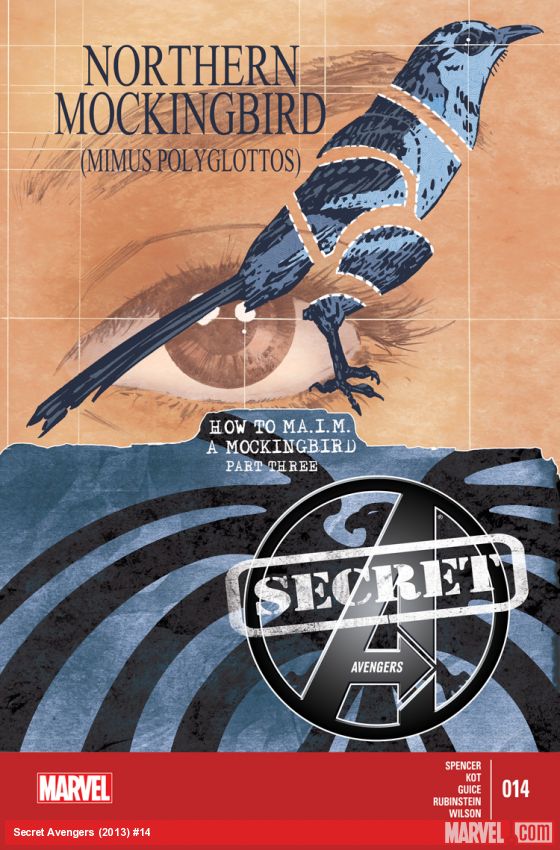 NORTHERN
MOCKINGBIRD
(MIMUS POLYGLOTTOS)
HOW TO MA.I.M.
A MOCKINGBIRD
PART THREE
A
SECRET
AVENGERS
®
MARVEL
SPENCER
KOT
GUICE
RUBINSTEIN
WILSON
014
Secret Avengers (2013) #14
MARVEL.com